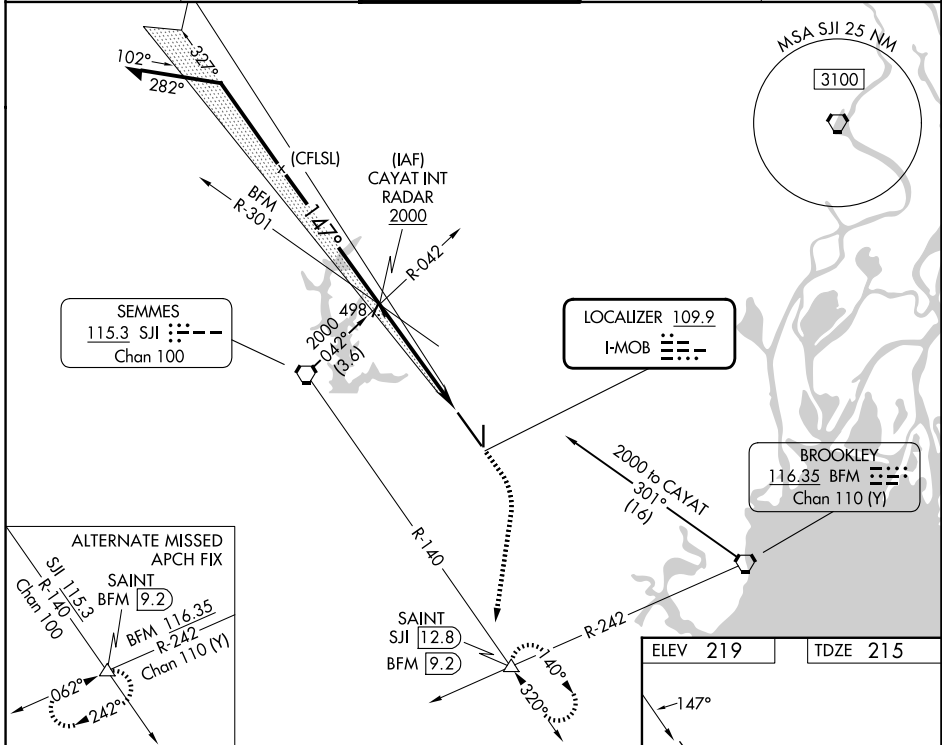 MSA SJI 25 NM
3100
102°
282°
327°
(CFLSL)
147°
BFM
R-301
(IAF)
CAYAT INT
RADAR
2000
R-042
498
2000
042°
(3.6)
SEMMES
115.3 SJI
Chan 100
LOCALIZER 109.9
I-MOB
2000 to CAYAT
301°
(16)
BROOKLEY
116.35 BFM
Chan 110 (Y)
R-140
R-242
SAINT
SJI 12.8
BFM 9.2
140°
320°
ALTERNATE MISSED
APCH FIX
SAINT
BFM 9.2
SJI 115.3
R-140
Chan 100
BFM 116.35
R-242
Chan 110 (Y)
062°
242°
ELEV 219
TDZE 215
147°